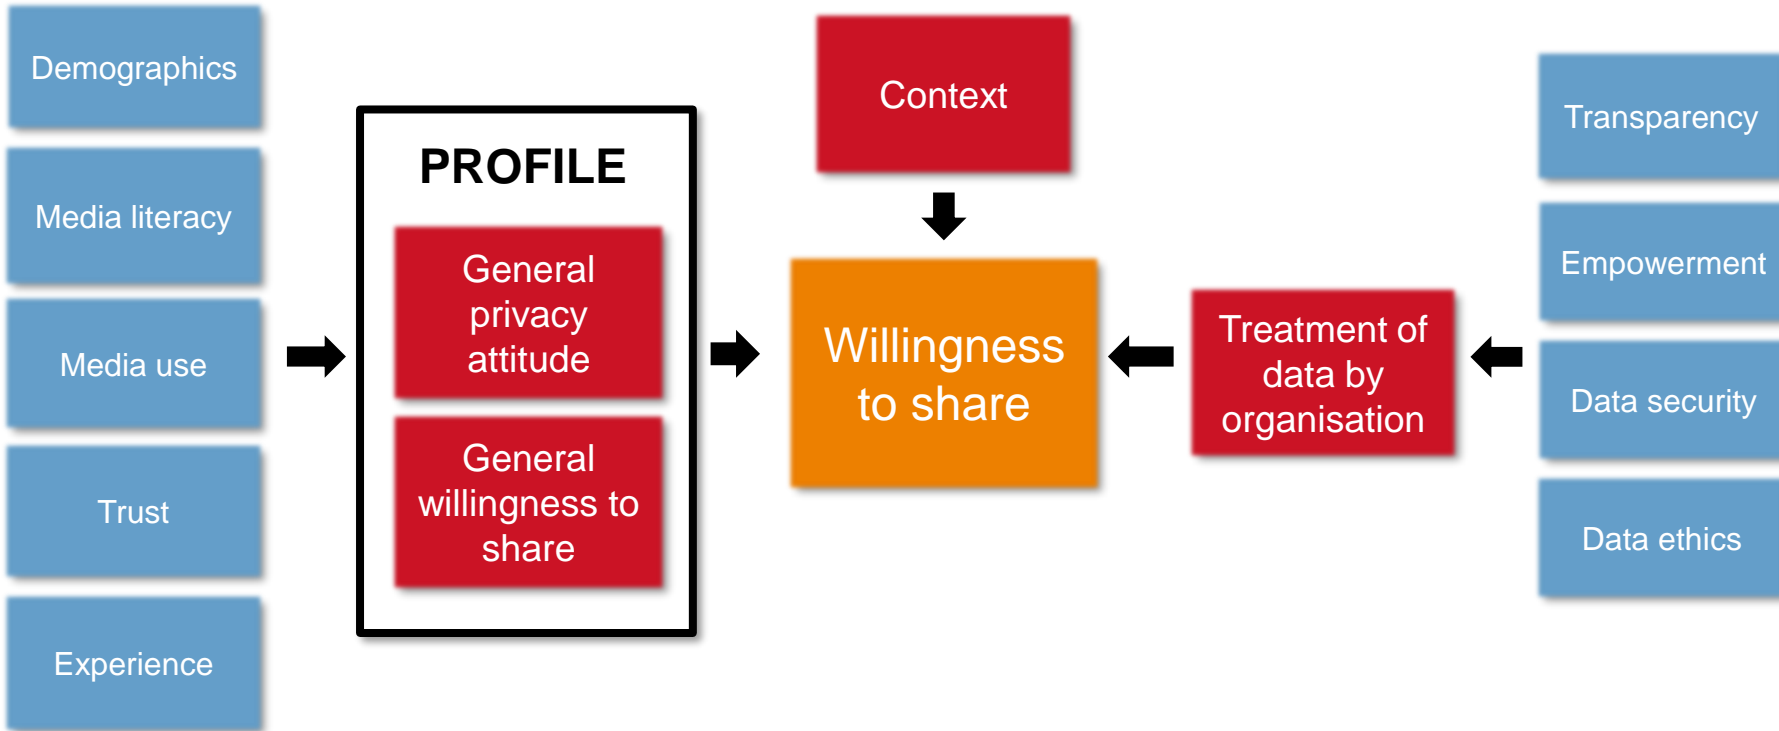 Demographics
Media literacy
Media use
Trust
Experience
PROFILE
General
privacy
attitude
General
willingness to
share
Context
Willingness
to share
Treatment of
data by
organisation
Transparency
Empowerment
Data security
Data ethics